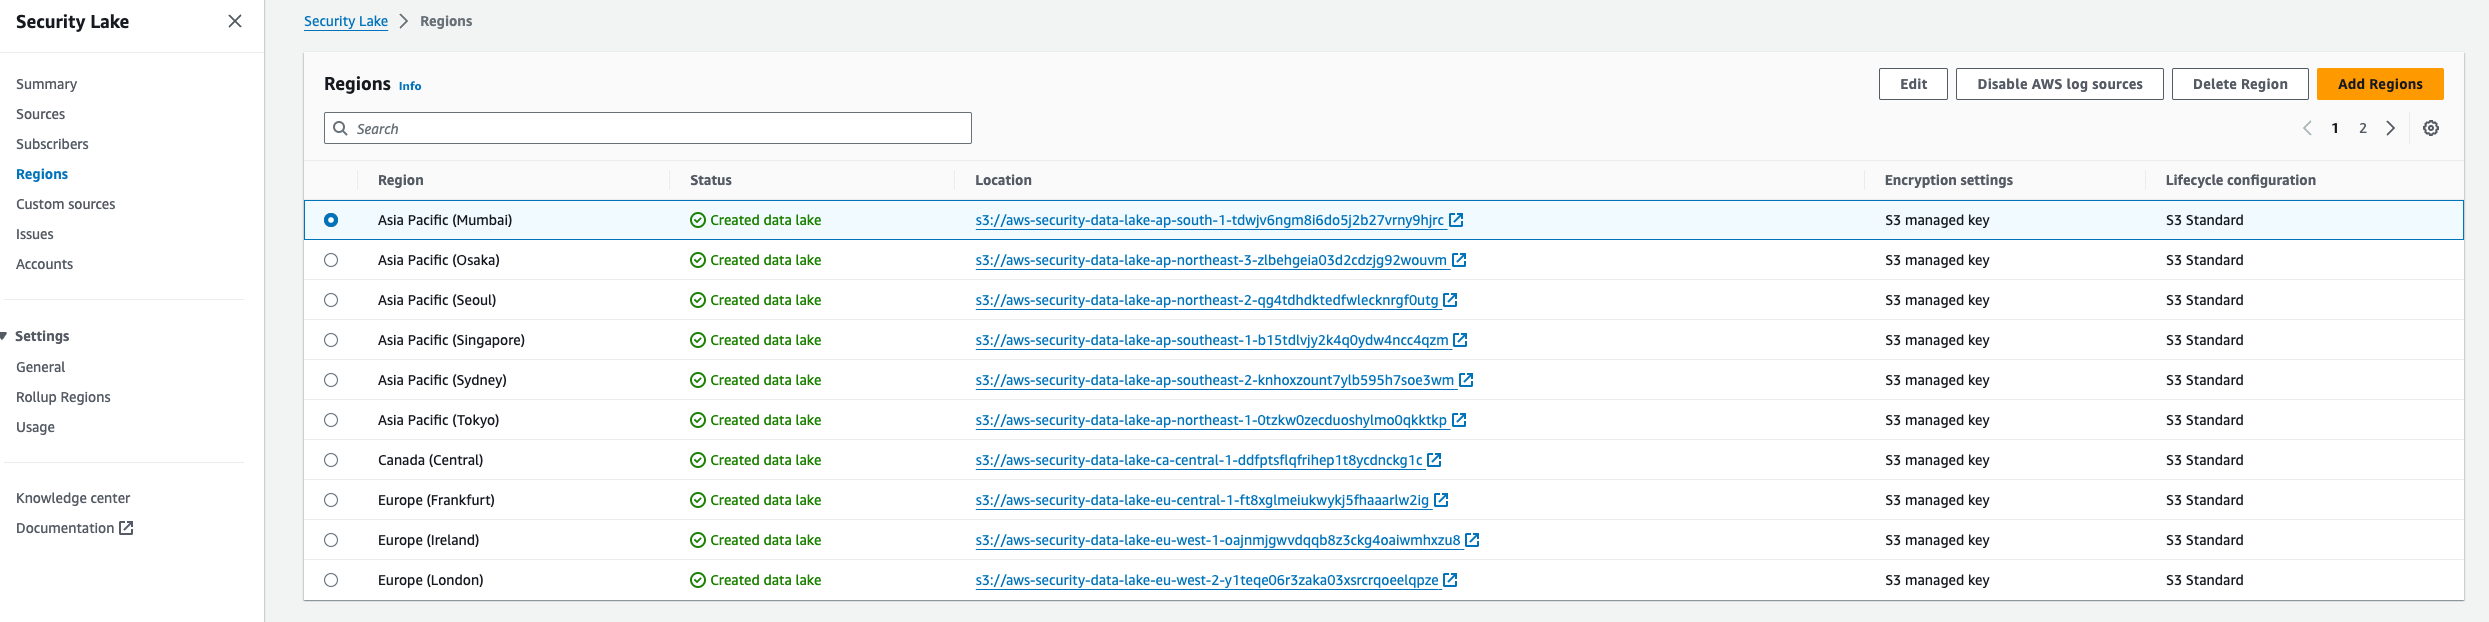 Security Lake
Summary
Sources
Subscribers
Regions
Custom sources
Issues
Accounts
Settings
General
Rollup Regions
Usage
Knowledge center
Documentation
Security Lake Regions
Regions Info
Edit Disable AWS log sources Delete Region Add Regions
Search
1 2
Region Status Location Encryption settings Lifecycle configuration
Asia Pacific (Mumbai) Created data lake s3://aws-security-data-lake-ap-south-1-tdwjv6ngm8i6do5j2b27vrny9hjrc S3 managed key S3 Standard
Asia Pacific (Osaka) Created data lake s3://aws-security-data-lake-ap-northeast-3-zlbehgeia03d2cdzjg92wouvm S3 managed key S3 Standard
Asia Pacific (Seoul) Created data lake s3://aws-security-data-lake-ap-northeast-2-qg4tdhdktedfwlecknrgf0utg S3 managed key S3 Standard
Asia Pacific (Singapore) Created data lake s3://aws-security-data-lake-ap-southeast-1-b15tdlvjy2k4q0ydw4ncc4qzm S3 managed key S3 Standard
Asia Pacific (Sydney) Created data lake s3://aws-security-data-lake-ap-southeast-2-knhoxzount7ylb595h7soe3wm S3 managed key S3 Standard
Asia Pacific (Tokyo) Created data lake s3://aws-security-data-lake-ap-northeast-1-0tzkw0zecduoshylmo0qkktkp S3 managed key S3 Standard
Canada (Central) Created data lake s3://aws-security-data-lake-ca-central-1-ddfptsflqfrihep1t8ycdnckg1c S3 managed key S3 Standard
Europe (Frankfurt) Created data lake s3://aws-security-data-lake-eu-central-1-ft8xglmeiukwykj5fhaaarlw2ig S3 managed key S3 Standard
Europe (Ireland) Created data lake s3://aws-security-data-lake-eu-west-1-oajnmjgwvdqqb8z3ckg4oaiwmhxzu8 S3 managed key S3 Standard
Europe (London) Created data lake s3://aws-security-data-lake-eu-west-2-y1teqe06r3zaka03xsrcrqoeelqpze S3 managed key S3 Standard